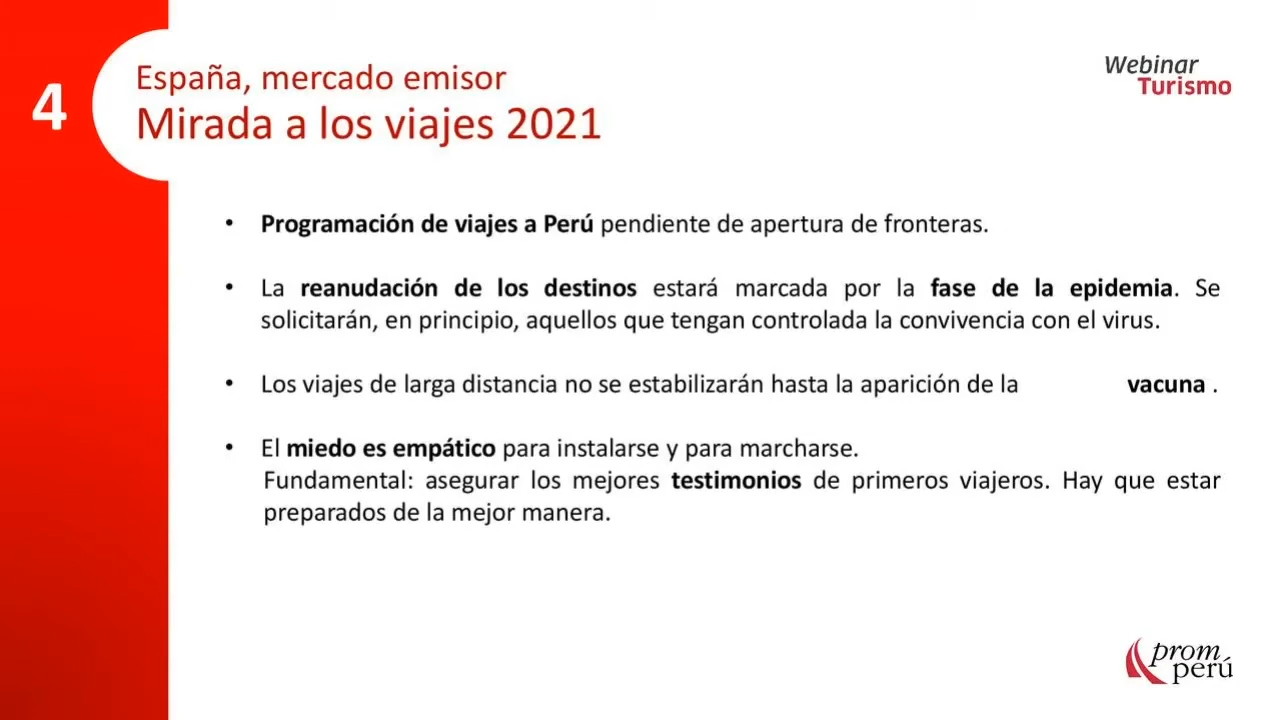 4
España, mercado emisor
Mirada a los viajes 2021
Webinar
Turismo
• Programación de viajes a Perú pendiente de apertura de fronteras.
• La reanudación de los destinos estará marcada por la fase de la epidemia. Se
solicitarán, en principio, aquellos que tengan controlada la convivencia con el virus.
• Los viajes de larga distancia no se estabilizarán hasta la aparición de la vacuna .
• El miedo es empático para instalarse y para marcharse.
Fundamental: asegurar los mejores testimonios de primeros viajeros. Hay que estar
preparados de la mejor manera.
prom
perú